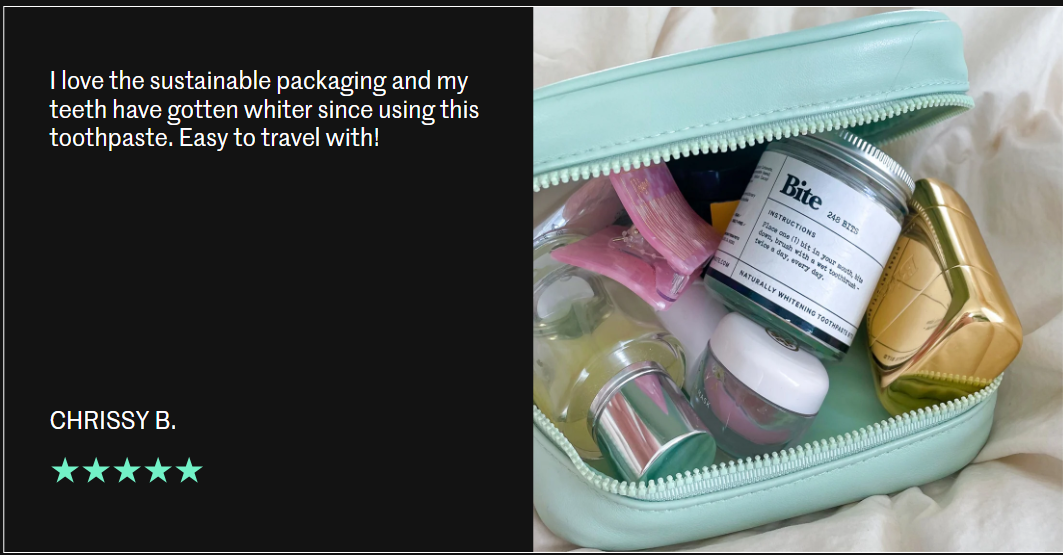 I love the sustainable packaging and my
teeth have gotten whiter since using this
toothpaste. Easy to travel with!
CHRISSY B.
Bite
248 BITS
INSTRUCTIONS
Place one (1) bit in your mouth, bite
down, brush with a wet toothbrush -
twice a day, every day.
NATURALLY WHITENING TOOTHPASTE